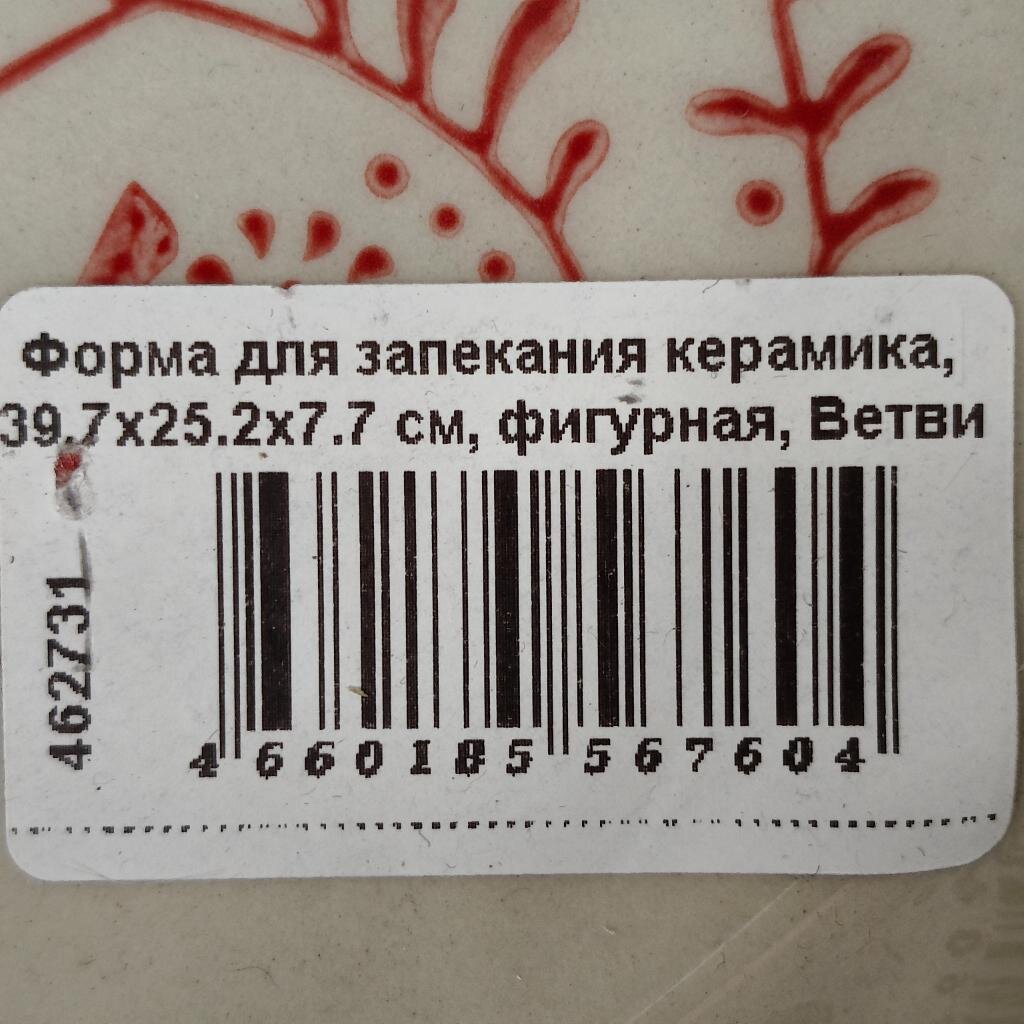 Форма для запекания керамика,
39.7x25.2x7.7 см, фигурная, Ветви
462731
4 660185 567604